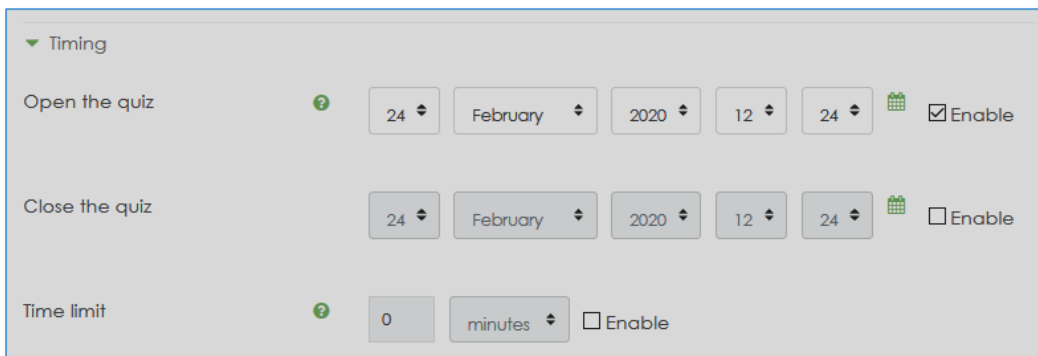 Timing
Open the quiz 24 February 2020 12 24 Enable
Close the quiz 24 February 2020 12 24 Enable
Time limit 0 minutes Enable